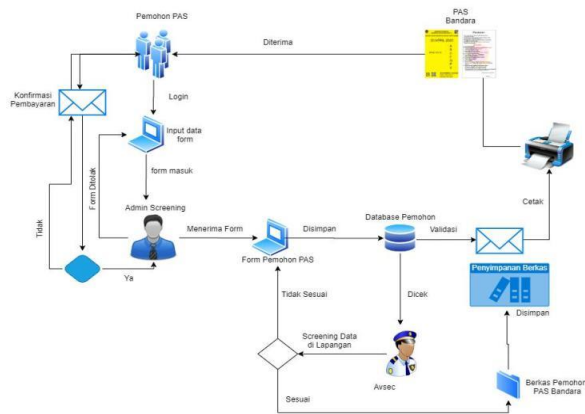 Pemohon PAS
PAS
Bandara
Diterima
Konfirmasi
Pembayaran
Login
Input data
form
form masuk
Form Ditolak
Tidak
Admin Screening
Menerima Form
Form Pemohon PAS
Disimpan
Database Pemohon
Validasi
Cetak
Ya
Penyimpanan Berkas
Disimpan
Tidak Sesuai
Dicek
Screening Data
di Lapangan
Avsec
Sesuai
Berkas Pemohon
PAS Bandara